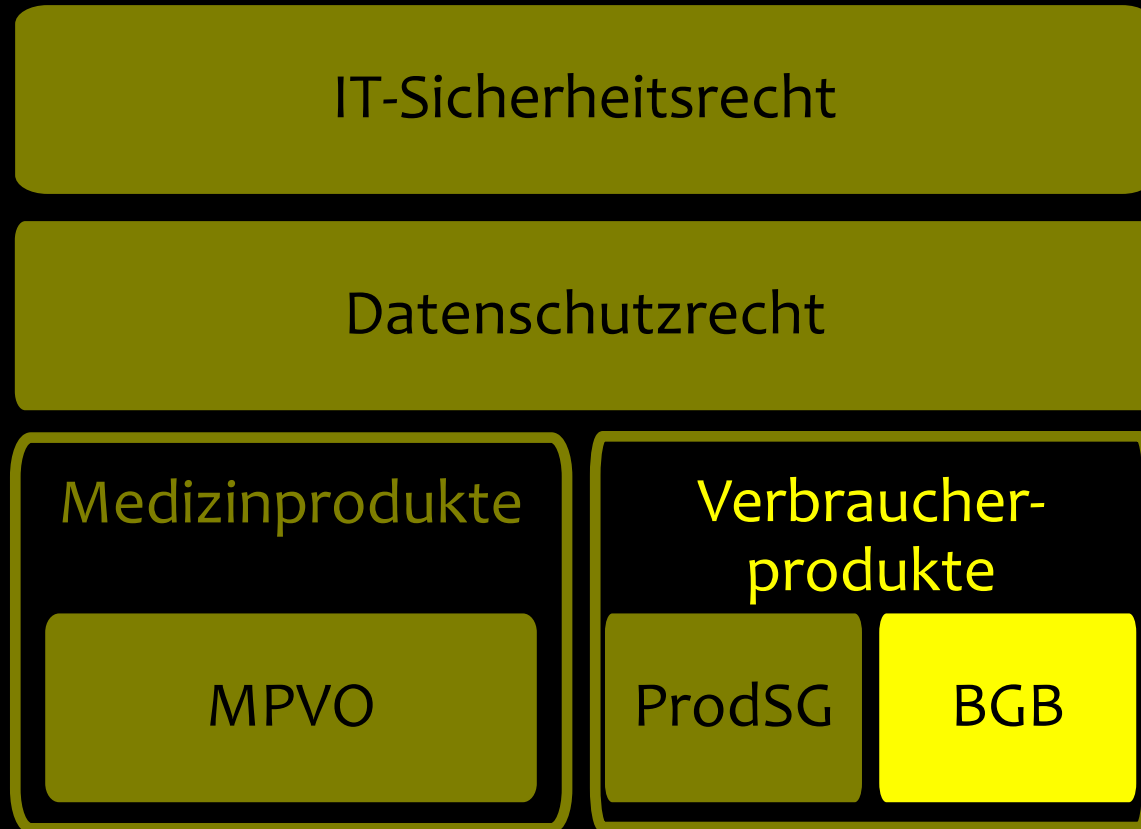 IT-Sicherheitsrecht
Datenschutzrecht
Medizinprodukte
MPVO
Verbraucher-
produkte
ProdSG
BGB